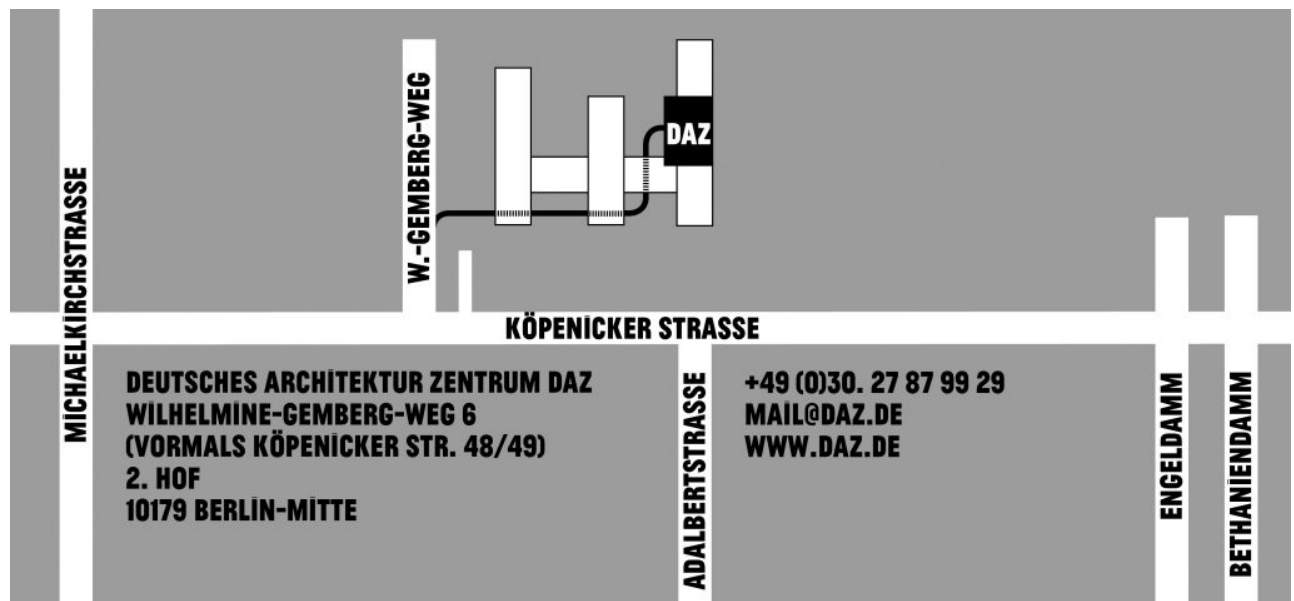 MICHAELKIRCHSTRASSE
W.-GEMBERG-WEG
DAZ
KÖPENICKER STRASSE
DEUTSCHES ARCHITEKTUR ZENTRUM DAZ
WILHELMINE-GEMBERG-WEG 6
(VORMALS KÖPENICKER STR. 48/49)
2. HOF
10179 BERLIN-MITTE
ADALBERTSTRASSE
+49 (0)30. 27 87 99 29
MAIL@DAZ.DE
WWW.DAZ.DE
ENGELDAMM
BETHANIENDAMM